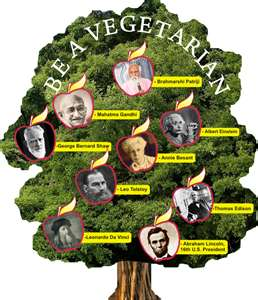 BE A VEGETARIAN
- Brahmarshi Patriji
- Mahatma Gandhi
- Albert Einstein
-George Bernard Shaw
- Annie Besant
- Leo Tolstoy
-Thomas Edison
-Leonardo Da Vinci
- Abraham Lincoln,
16th U.S. President